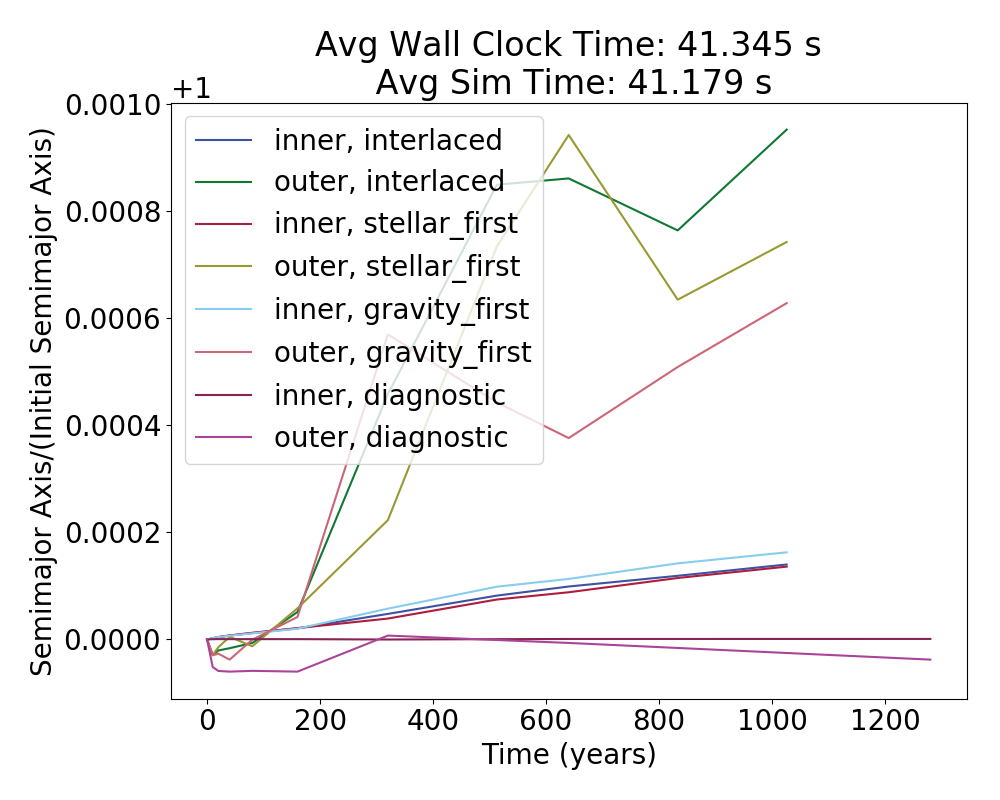 Avg Wall Clock Time: 41.345 s
Avg Sim Time: 41.179 s
+1
0.0010
0.0008
0.0006
0.0004
0.0002
0.0000
Semimajor Axis/(Initial Semimajor Axis)
inner, interlaced
outer, interlaced
inner, stellar_first
outer, stellar_first
inner, gravity_first
outer, gravity_first
inner, diagnostic
outer, diagnostic
0 200 400 600 800 1000 1200
Time (years)